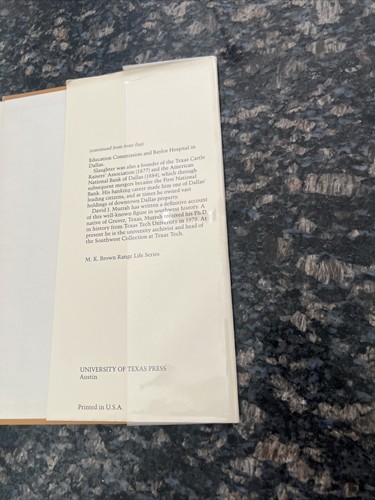 (continued from front flap)
Education Commission and Baylor Hospital in
Dallas.
Slaughter was also a founder of the Texas Cattle
Raisers' Association (1877) and the American
National Bank of Dallas (1884), which through
subsequent mergers became the First National
Bank. His banking career made him one of Dallas'
leading citizens, and at times he owned vast
holdings of downtown Dallas property.
David J. Murrah has written a definitive account
of this well-known figure in southwest history. A
native of Gruver, Texas, Murrah received his Ph.D.
in history from Texas Tech University in 1979. At
present he is the university archivist and head of
the Southwest Collection at Texas Tech.
M. K. Brown Range Life Series
UNIVERSITY OF TEXAS PRESS
Austin
Printed in U.S.A.